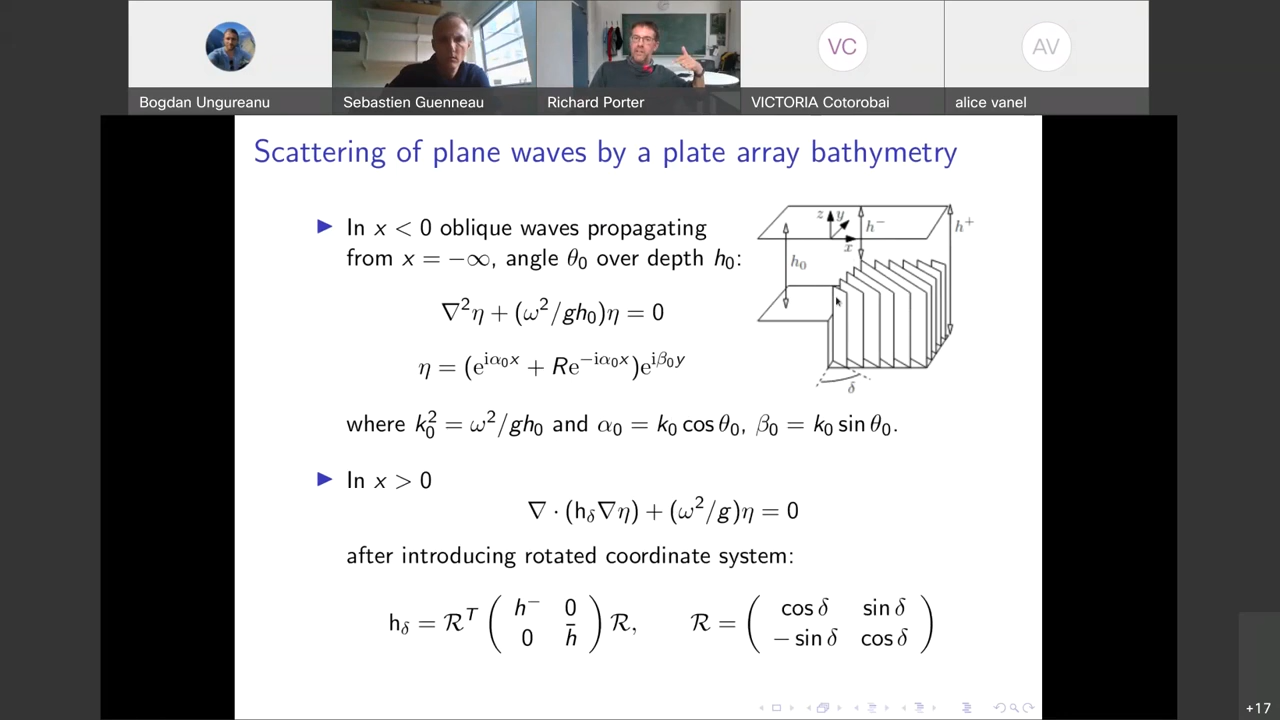 VC
AV
Bogdan Ungureanu
Sebastien Guenneau
Richard Porter
VICTORIA Cotorobai
alice vanel
Scattering of plane waves by a plate array bathymetry
▶ In x < 0 oblique waves propagating
from x = −∞, angle θ₀ over depth h₀:
∇²η + (ω²/gh₀)η = 0
η = (e^{iα₀x} + Re^{−iα₀x})e^{iβ₀y}
z y x
h₀
h⁻
h⁺
δ
where k₀² = ω²/gh₀ and α₀ = k₀ cos θ₀, β₀ = k₀ sin θ₀.
▶ In x > 0
∇ · (h_δ∇η) + (ω²/g)η = 0
after introducing rotated coordinate system:
h_δ = ℛᵀ ( h⁻ 0 ; 0 h̄ ) ℛ, ℛ = ( cos δ sin δ ; − sin δ cos δ )
+17